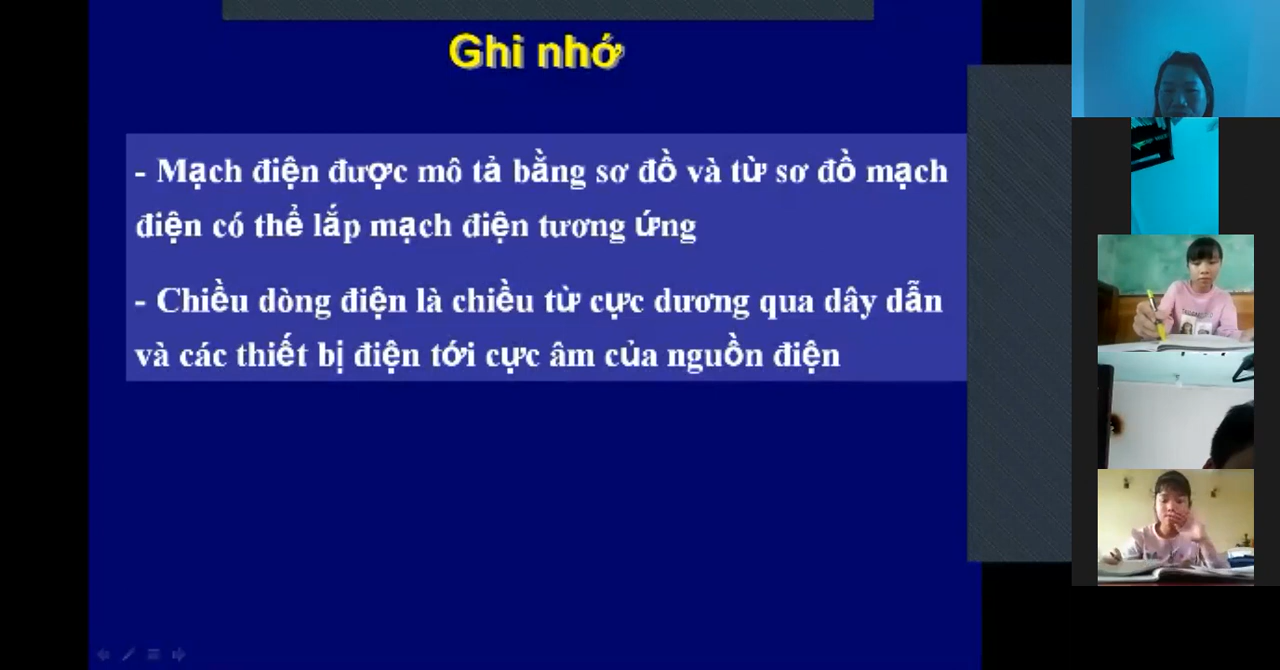 Ghi nhớ
- Mạch điện được mô tả bằng sơ đồ và từ sơ đồ mạch
điện có thể lắp mạch điện tương ứng
- Chiều dòng điện là chiều từ cực dương qua dây dẫn
và các thiết bị điện tới cực âm của nguồn điện